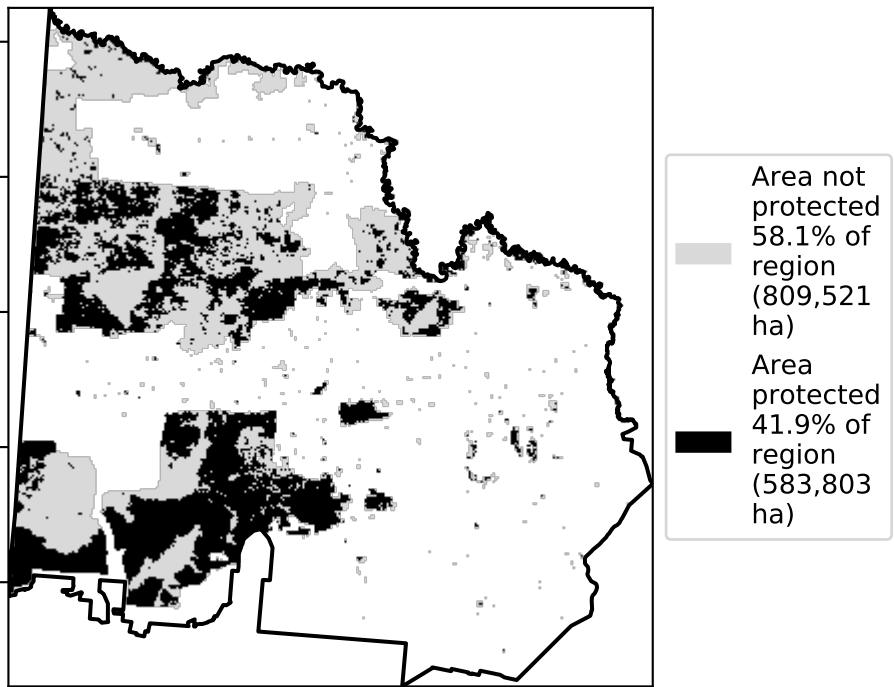 Area not
protected
58.1% of
region
(809,521
ha)
Area
protected
41.9% of
region
(583,803
ha)